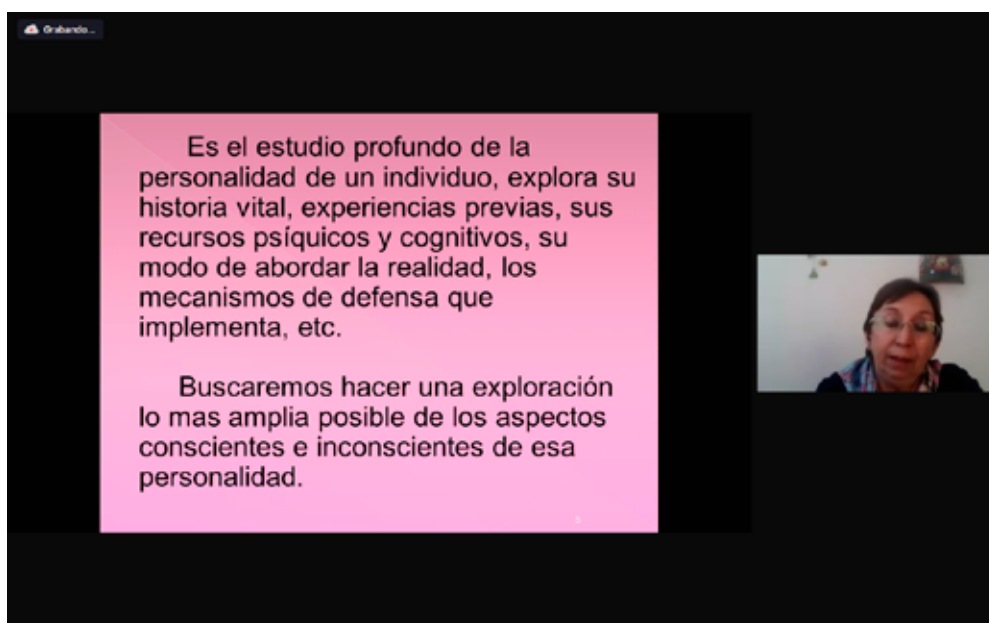 Grabando...
Es el estudio profundo de la
personalidad de un individuo, explora su
historia vital, experiencias previas, sus
recursos psíquicos y cognitivos, su
modo de abordar la realidad, los
mecanismos de defensa que
implementa, etc.
Buscaremos hacer una exploración
lo mas amplia posible de los aspectos
conscientes e inconscientes de esa
personalidad.
5